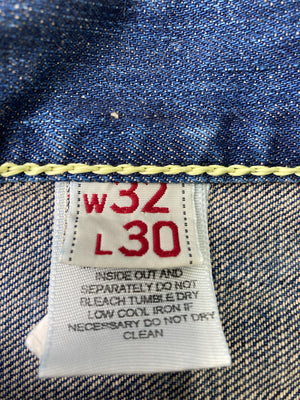 W32
L30
INSIDE OUT AND
SEPARATELY DO NOT
BLEACH TUMBLE DRY
LOW COOL IRON IF
NECESSARY DO NOT DRY
CLEAN